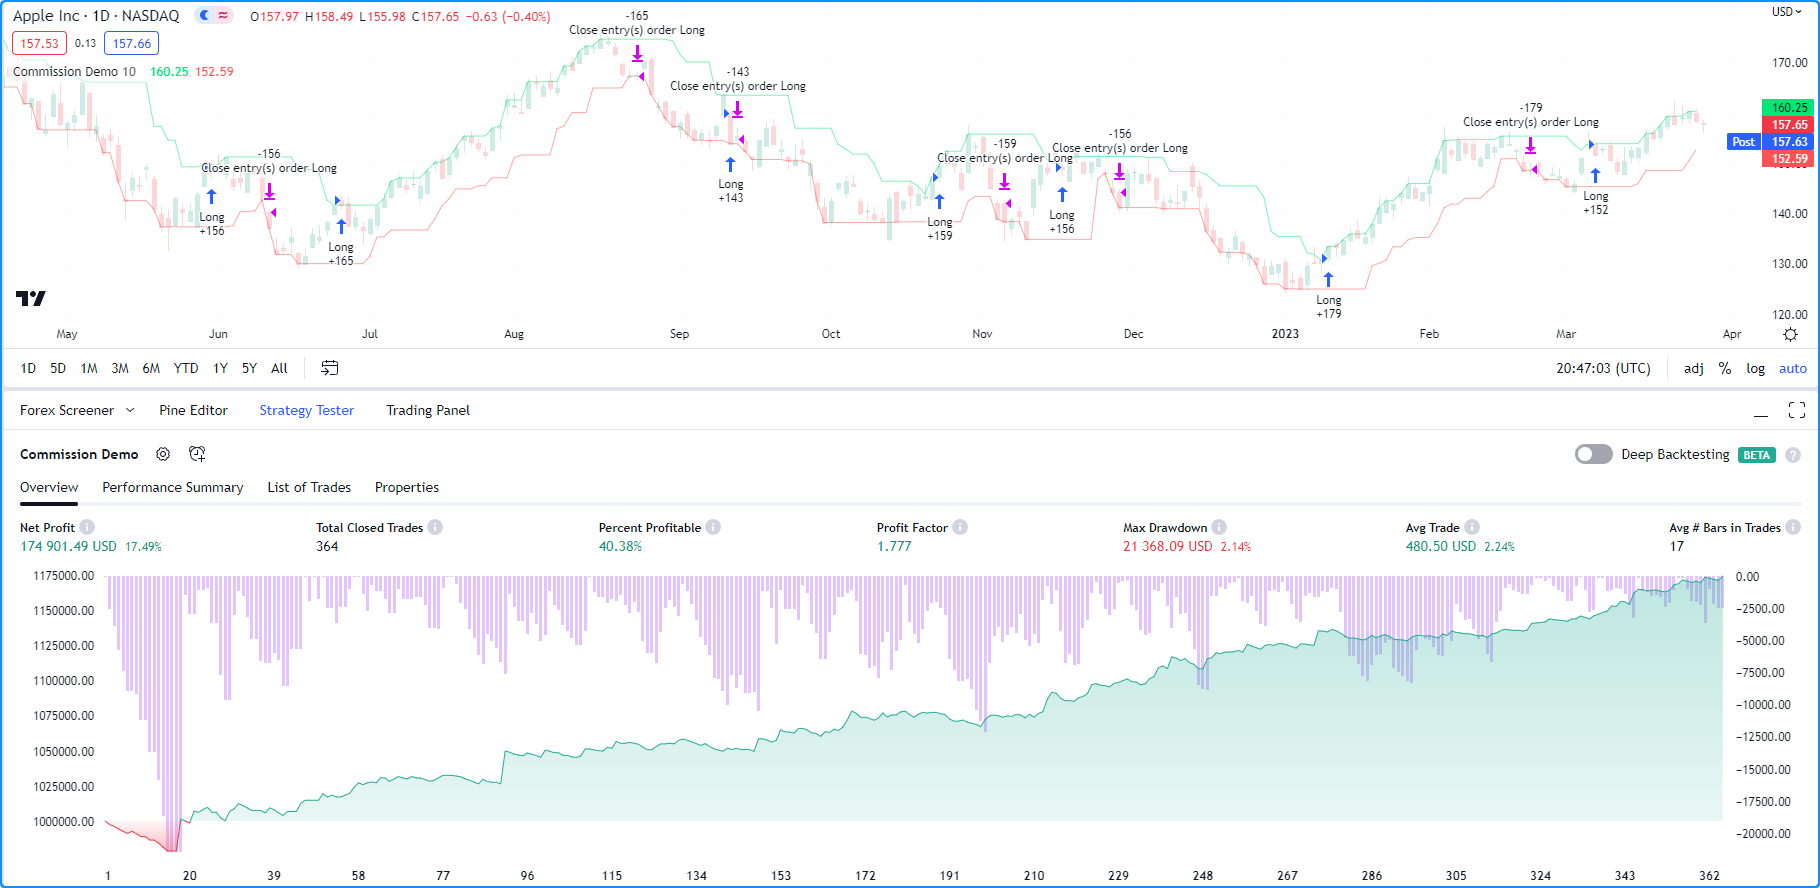 Apple Inc · 1D · NASDAQ O157.97 H158.49 L155.98 C157.65 −0.63 (−0.40%)
USD
157.53 0.13 157.66
Commission Demo 10 160.25 152.59
-165
Close entry(s) order Long
-143
Close entry(s) order Long
-156
Close entry(s) order Long
-159
Close entry(s) order Long
-156
Close entry(s) order Long
-179
Close entry(s) order Long
Long
+156
Long
+165
Long
+143
Long
+159
Long
+156
Long
+179
Long
+152
170.00
160.25
157.65
Post 157.63
152.59
140.00
130.00
120.00
May Jun Jul Aug Sep Oct Nov Dec 2023 Feb Mar Apr
1D 5D 1M 3M 6M YTD 1Y 5Y All
20:47:03 (UTC) adj % log auto
Forex Screener Pine Editor Strategy Tester Trading Panel
Commission Demo
Deep Backtesting BETA ?
Overview Performance Summary List of Trades Properties
Net Profit Total Closed Trades Percent Profitable Profit Factor Max Drawdown Avg Trade Avg # Bars in Trades
174 901.49 USD 17.49% 364 40.38% 1.777 21 368.09 USD 2.14% 480.50 USD 2.24% 17
1175000.00 0.00
1150000.00 −2500.00
1125000.00 −5000.00
1100000.00 −7500.00
1075000.00 −10000.00
1050000.00 −12500.00
1025000.00 −15000.00
1000000.00 −17500.00
−20000.00
1 20 39 58 77 96 115 134 153 172 191 210 229 248 267 286 305 324 343 362